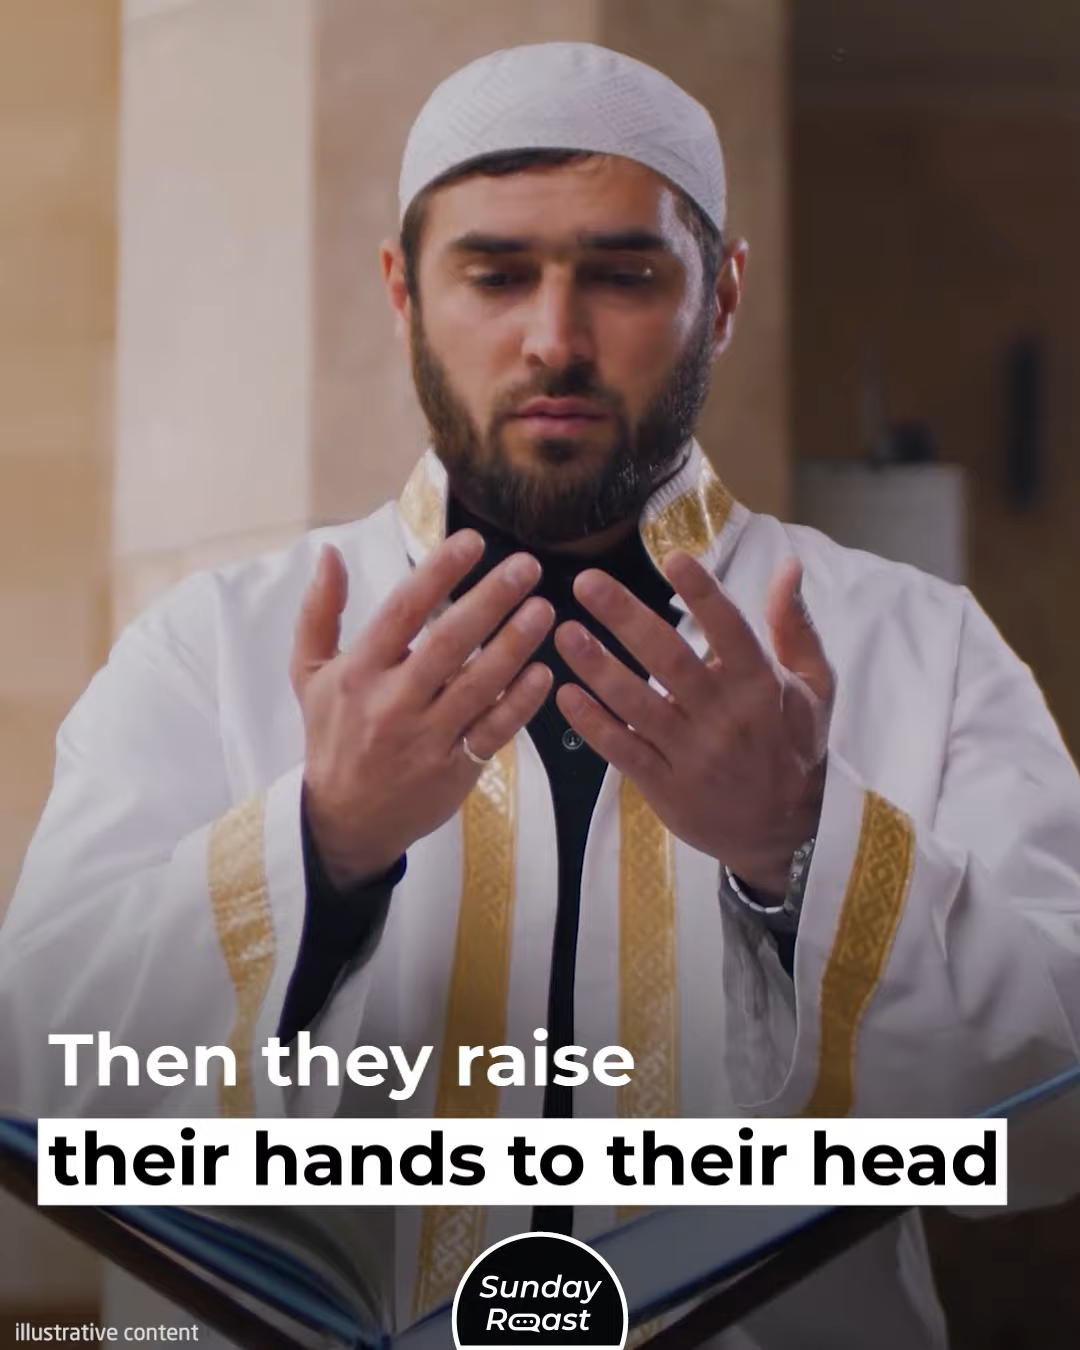 Then they raise
their hands to their head
Sunday
Roast
illustrative content